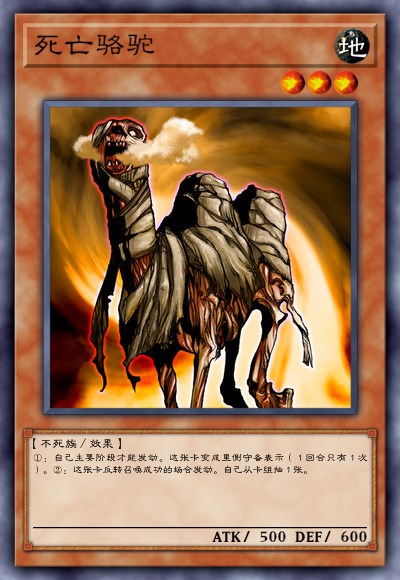 死亡骆驼
地
【不死族／效果】
①：自己主要阶段才能发动。这张卡变成里侧守备表示（1回合只有1次
）。②：这张卡反转召唤成功的场合发动。自己从卡组抽1张。
ATK/ 500 DEF/ 600